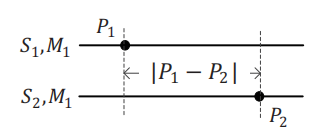 P₁
S₁,M₁
|P₁ − P₂|
S₂,M₁
P₂